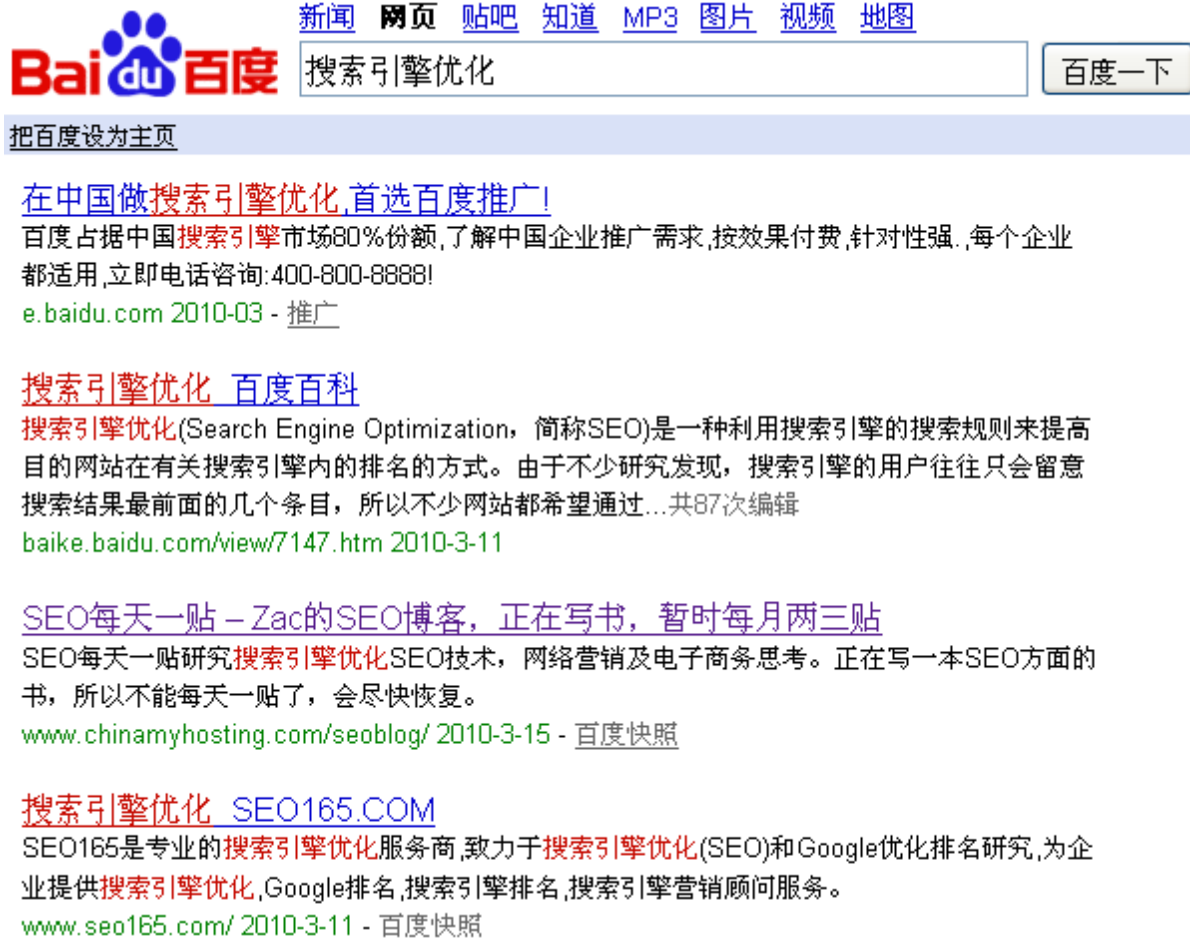 新闻 网页 贴吧 知道 MP3 图片 视频 地图
Bai du 百度 搜索引擎优化 百度一下
把百度设为主页
在中国做搜索引擎优化,首选百度推广!
百度占据中国搜索引擎市场80%份额,了解中国企业推广需求,按效果付费,针对性强.,每个企业
都适用,立即电话咨询:400-800-8888!
e.baidu.com 2010-03 - 推广
搜索引擎优化_百度百科
搜索引擎优化(Search Engine Optimization，简称SEO)是一种利用搜索引擎的搜索规则来提高
目的网站在有关搜索引擎内的排名的方式。由于不少研究发现，搜索引擎的用户往往只会留意
搜索结果最前面的几个条目，所以不少网站都希望通过...共87次编辑
baike.baidu.com/view/7147.htm 2010-3-11
SEO每天一贴 – Zac的SEO博客，正在写书，暂时每月两三贴
SEO每天一贴研究搜索引擎优化SEO技术，网络营销及电子商务思考。正在写一本SEO方面的
书，所以不能每天一贴了，会尽快恢复。
www.chinamyhosting.com/seoblog/ 2010-3-15 - 百度快照
搜索引擎优化_SEO165.COM
SEO165是专业的搜索引擎优化服务商,致力于搜索引擎优化(SEO)和Google优化排名研究,为企
业提供搜索引擎优化,Google排名,搜索引擎排名,搜索引擎营销顾问服务。
www.seo165.com/ 2010-3-11 - 百度快照